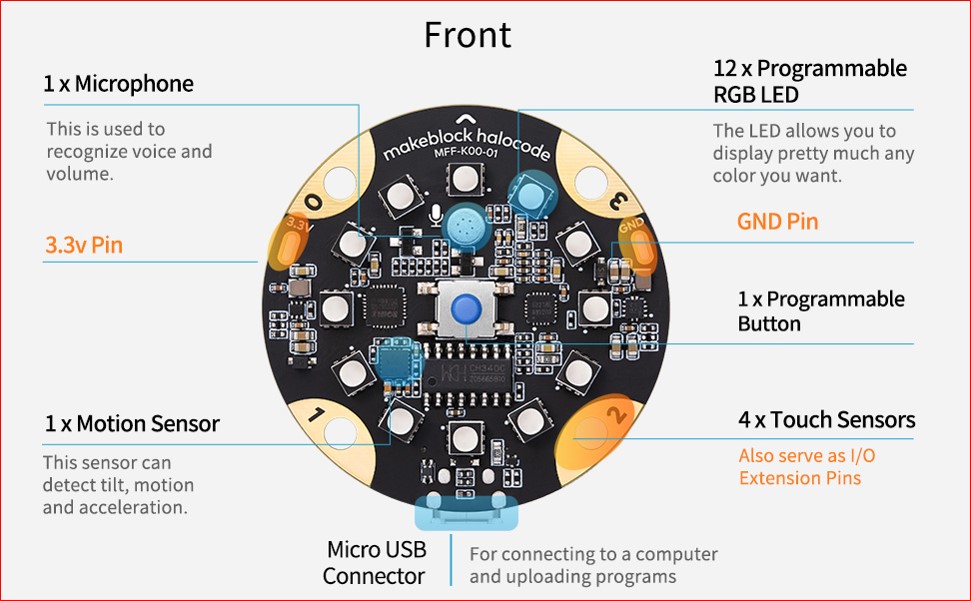 Front
1 x Microphone
This is used to
recognize voice and
volume.
12 x Programmable
RGB LED
The LED allows you to
display pretty much any
color you want.
makeblock halocode
MFF-K00-01
0
3
3.3V
GND
3.3v Pin
GND Pin
1 x Programmable
Button
CH340C
1
2
1 x Motion Sensor
This sensor can
detect tilt, motion
and acceleration.
4 x Touch Sensors
Also serve as I/O
Extension Pins
Micro USB
Connector
For connecting to a computer
and uploading programs